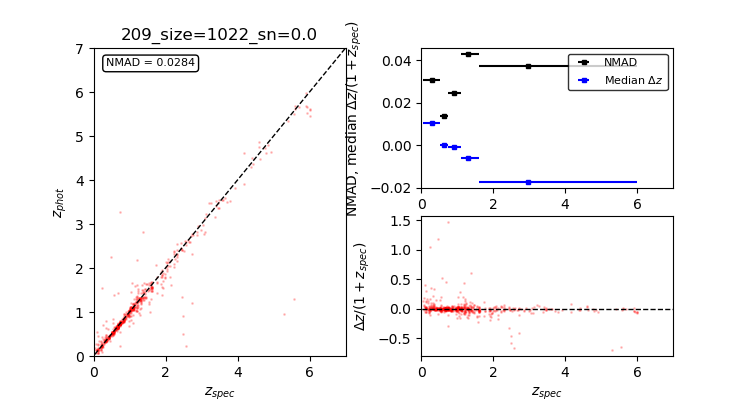 209_size=1022_sn=0.0
NMAD = 0.0284
7
6
5
4
3
2
1
0
z_phot
0 2 4 6
z_spec
NMAD, median Δz/(1 + z_spec)
0.04
0.02
0.00
−0.02
NMAD
Median Δz
0 2 4 6
Δz/(1 + z_spec)
1.5
1.0
0.5
0.0
−0.5
0 2 4 6
z_spec